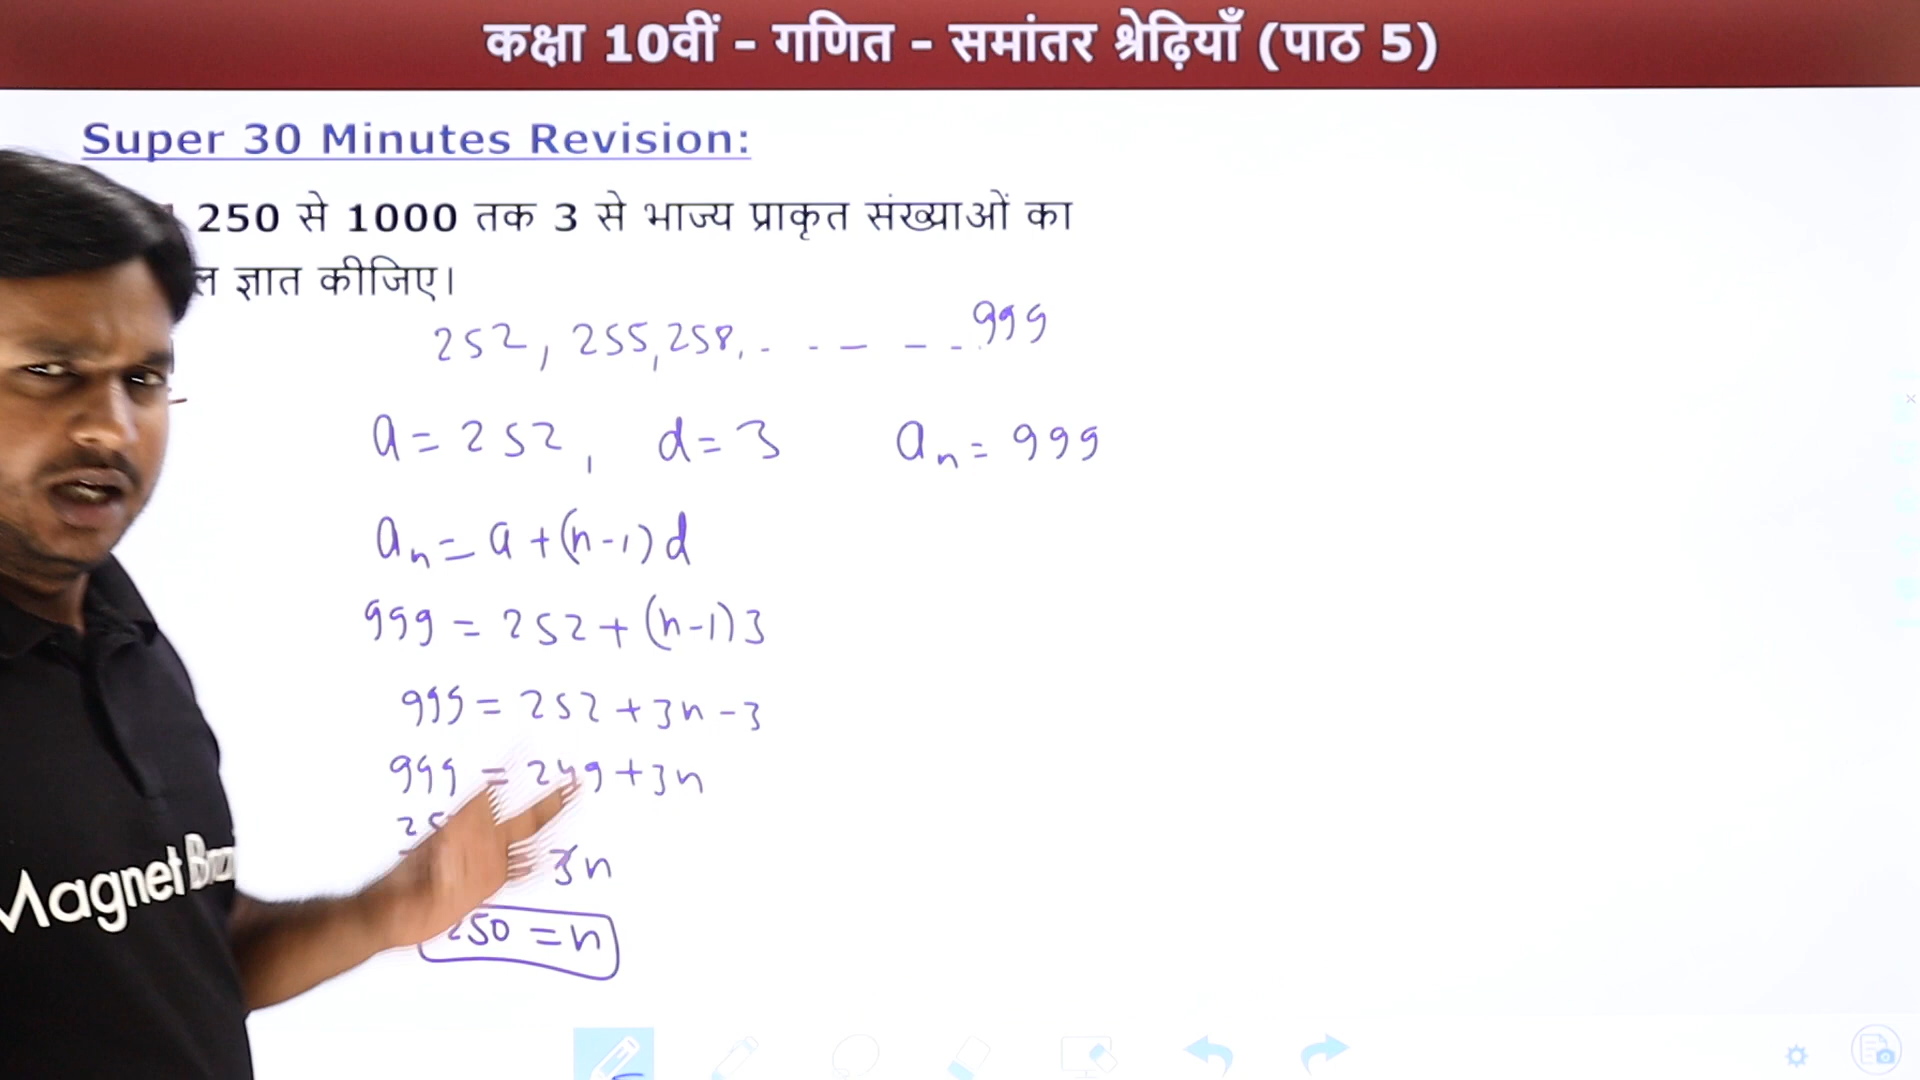 कक्षा 10वीं - गणित - समांतर श्रेढ़ियाँ (पाठ 5)
Super 30 Minutes Revision:
250 से 1000 तक 3 से भाज्य प्राकृत संख्याओं का
ज्ञात कीजिए।
252, 255, 258, - - - - - 999
a = 252, d = 3 an = 999
an = a + (n-1) d
999 = 252 + (n-1) 3
999 = 252 + 3n - 3
999 = 249 + 3n
3n
250 = n
Magnet